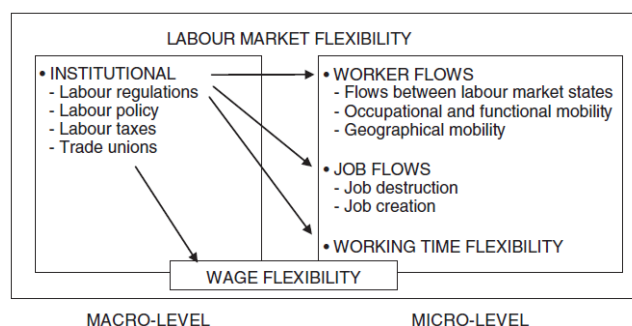 LABOUR MARKET FLEXIBILITY
• INSTITUTIONAL
- Labour regulations
- Labour policy
- Labour taxes
- Trade unions
• WORKER FLOWS
- Flows between labour market states
- Occupational and functional mobility
- Geographical mobility
• JOB FLOWS
- Job destruction
- Job creation
• WORKING TIME FLEXIBILITY
WAGE FLEXIBILITY
MACRO-LEVEL
MICRO-LEVEL